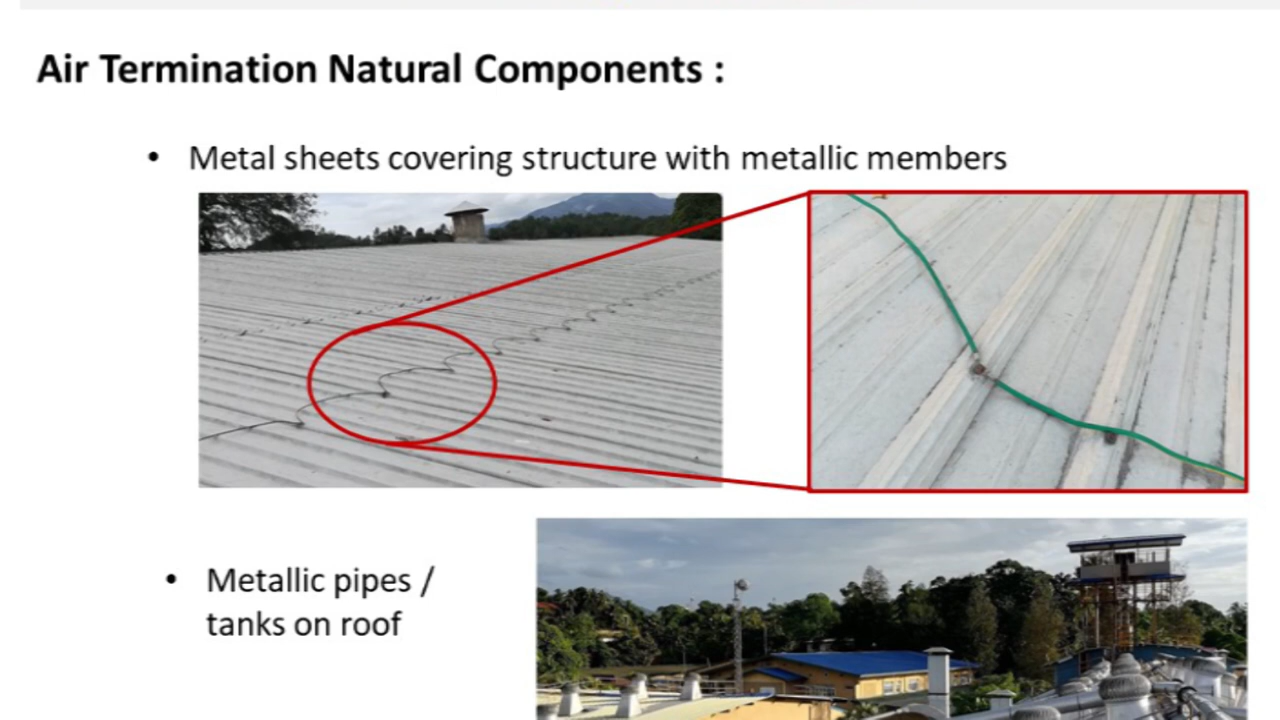 Air Termination Natural Components :
• Metal sheets covering structure with metallic members
• Metallic pipes /
tanks on roof